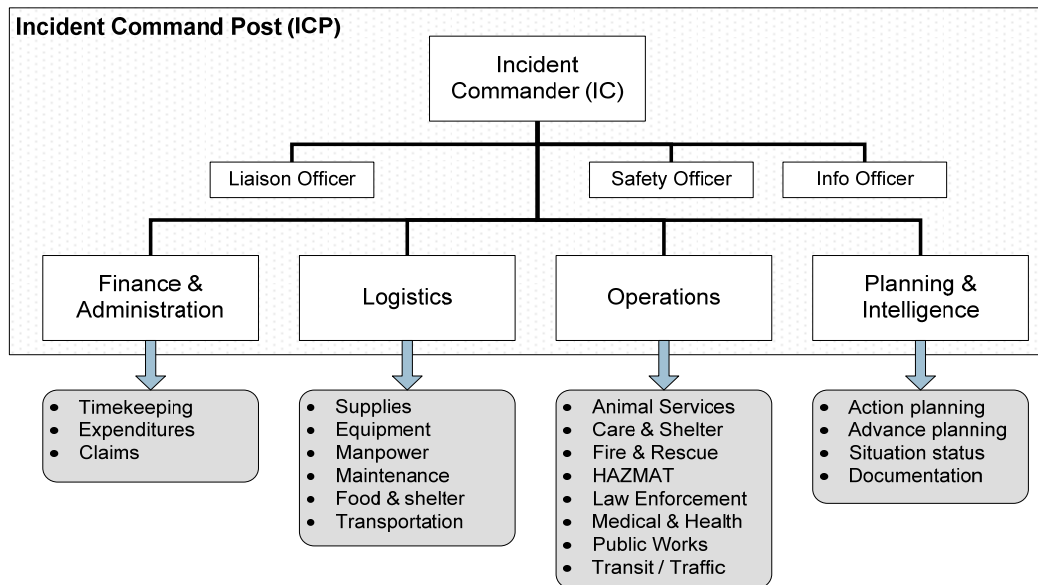 Incident Command Post (ICP)
Incident
Commander (IC)
Liaison Officer
Safety Officer
Info Officer
Finance &
Administration
Logistics
Operations
Planning &
Intelligence
• Timekeeping
• Expenditures
• Claims
• Supplies
• Equipment
• Manpower
• Maintenance
• Food & shelter
• Transportation
• Animal Services
• Care & Shelter
• Fire & Rescue
• HAZMAT
• Law Enforcement
• Medical & Health
• Public Works
• Transit / Traffic
• Action planning
• Advance planning
• Situation status
• Documentation